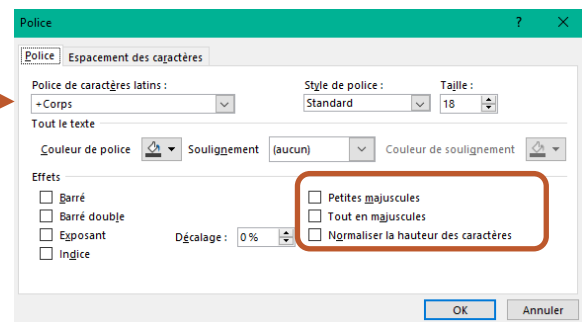 Police ? ×
Police Espacement des caractères
Police de caractères latins : Style de police : Taille :
+Corps Standard 18
Tout le texte
Couleur de police Soulignement (aucun) Couleur de soulignement
Effets
Barré Petites majuscules
Barré double Tout en majuscules
Exposant Décalage : 0 % Normaliser la hauteur des caractères
Indice
OK Annuler